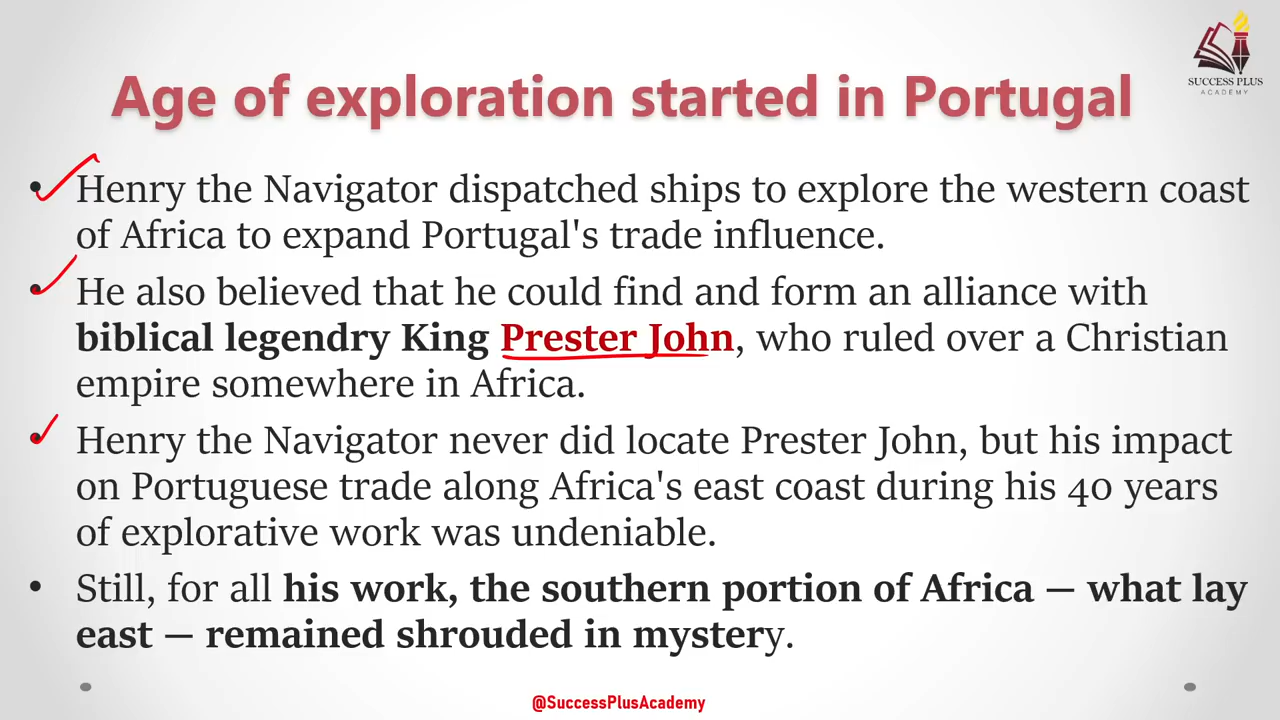 SUCCESS PLUS
ACADEMY
Age of exploration started in Portugal
• Henry the Navigator dispatched ships to explore the western coast
of Africa to expand Portugal's trade influence.
• He also believed that he could find and form an alliance with
biblical legendry King Prester John, who ruled over a Christian
empire somewhere in Africa.
• Henry the Navigator never did locate Prester John, but his impact
on Portuguese trade along Africa's east coast during his 40 years
of explorative work was undeniable.
• Still, for all his work, the southern portion of Africa — what lay
east — remained shrouded in mystery.
@SuccessPlusAcademy